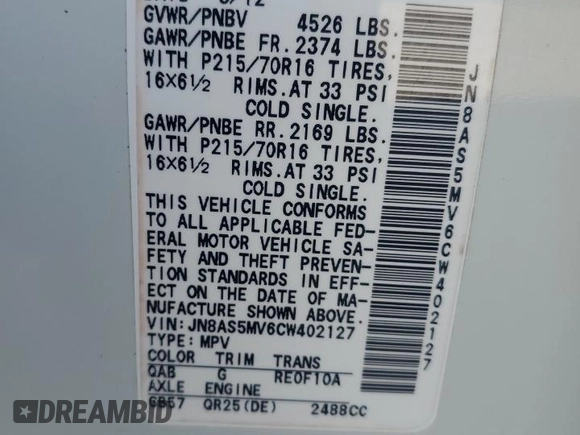 GVWR/PNBV 4526 LBS.
GAWR/PNBE FR. 2374 LBS.
WITH P215/70R16 TIRES,
16X6½ RIMS. AT 33 PSI
COLD SINGLE.
GAWR/PNBE RR. 2169 LBS.
WITH P215/70R16 TIRES,
16X6½ RIMS. AT 33 PSI
COLD SINGLE.
THIS VEHICLE CONFORMS
TO ALL APPLICABLE FED-
ERAL MOTOR VEHICLE SA-
FETY AND THEFT PREVEN-
TION STANDARDS IN EFF-
ECT ON THE DATE OF MA-
NUFACTURE SHOWN ABOVE.
VIN: JN8AS5MV6CW402127
TYPE: MPV
COLOR TRIM TRANS
QAB G RE0F10A
AXLE ENGINE
6B57 QR25(DE) 2488CC
JN8AS5MV6CW402127
DREAMBID